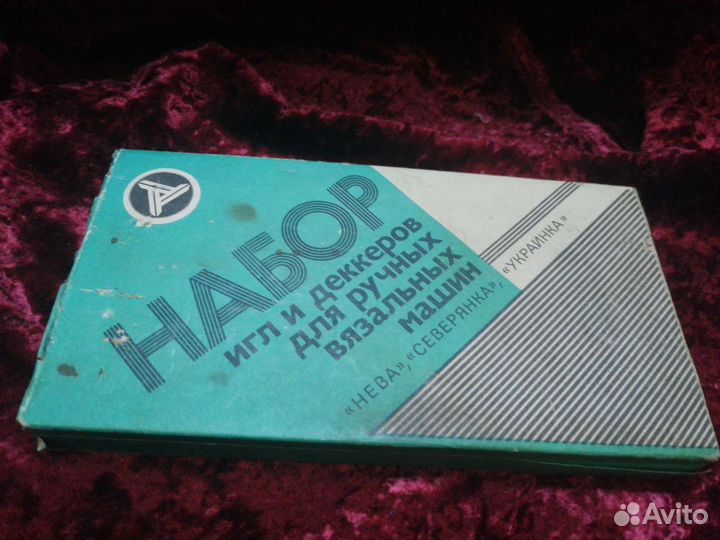 НАБОР
игл и деккеров
для ручных
вязальных
машин
«НЕВА», «СЕВЕРЯНКА», «УКРАИНКА»
Avito